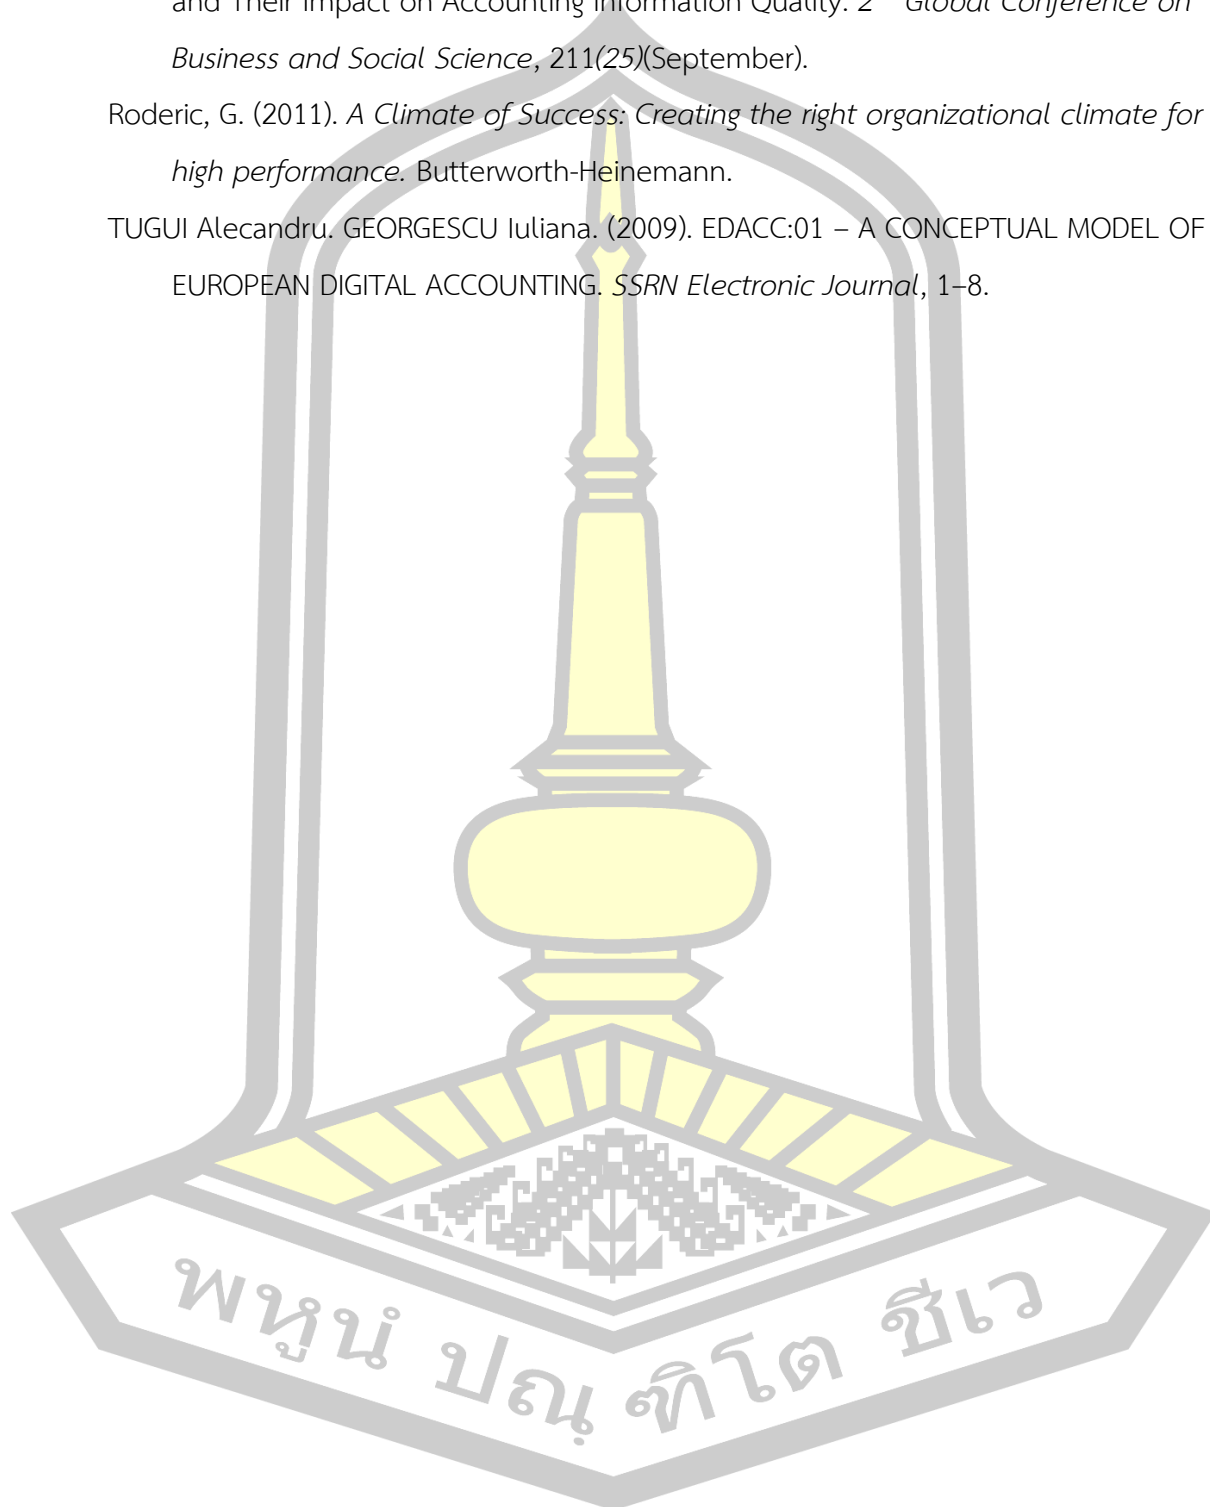 and Their Impact on Accounting Information Quality. 2 Global Conference on
Business and Social Science, 211(25)(September).
Roderic, G. (2011). A Climate of Success: Creating the right organizational climate for
high performance. Butterworth-Heinemann.
TUGUI Alecandru. GEORGESCU Iuliana. (2009). EDACC:01 – A CONCEPTUAL MODEL OF
EUROPEAN DIGITAL ACCOUNTING. SSRN Electronic Journal, 1–8.
พหูนํ ปณฺฑิโต ชีเว